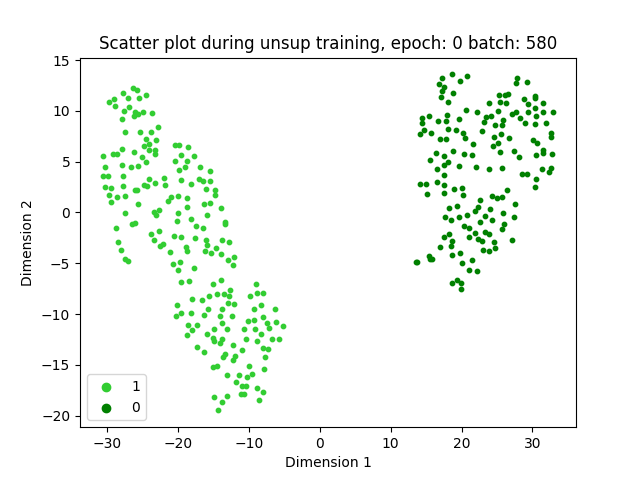 Scatter plot during unsup training, epoch: 0 batch: 580
15
10
5
0
−5
−10
−15
−20
Dimension 2
1
0
−30 −20 −10 0 10 20 30
Dimension 1